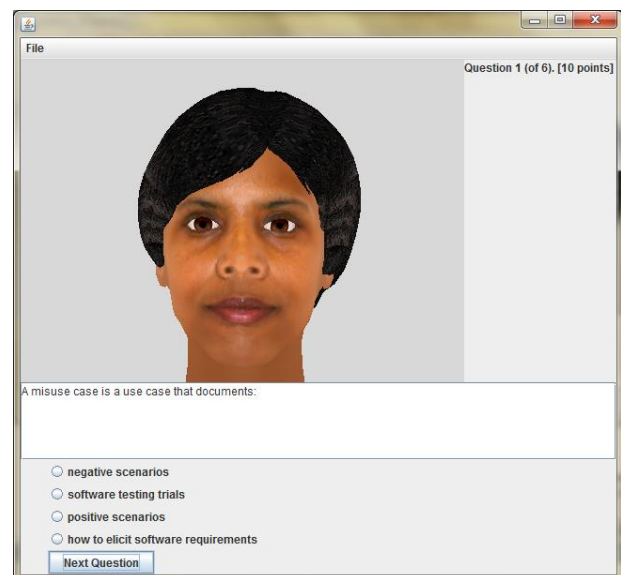 File
Question 1 (of 6). [10 points]
A misuse case is a use case that documents:
negative scenarios
software testing trials
positive scenarios
how to elicit software requirements
Next Question